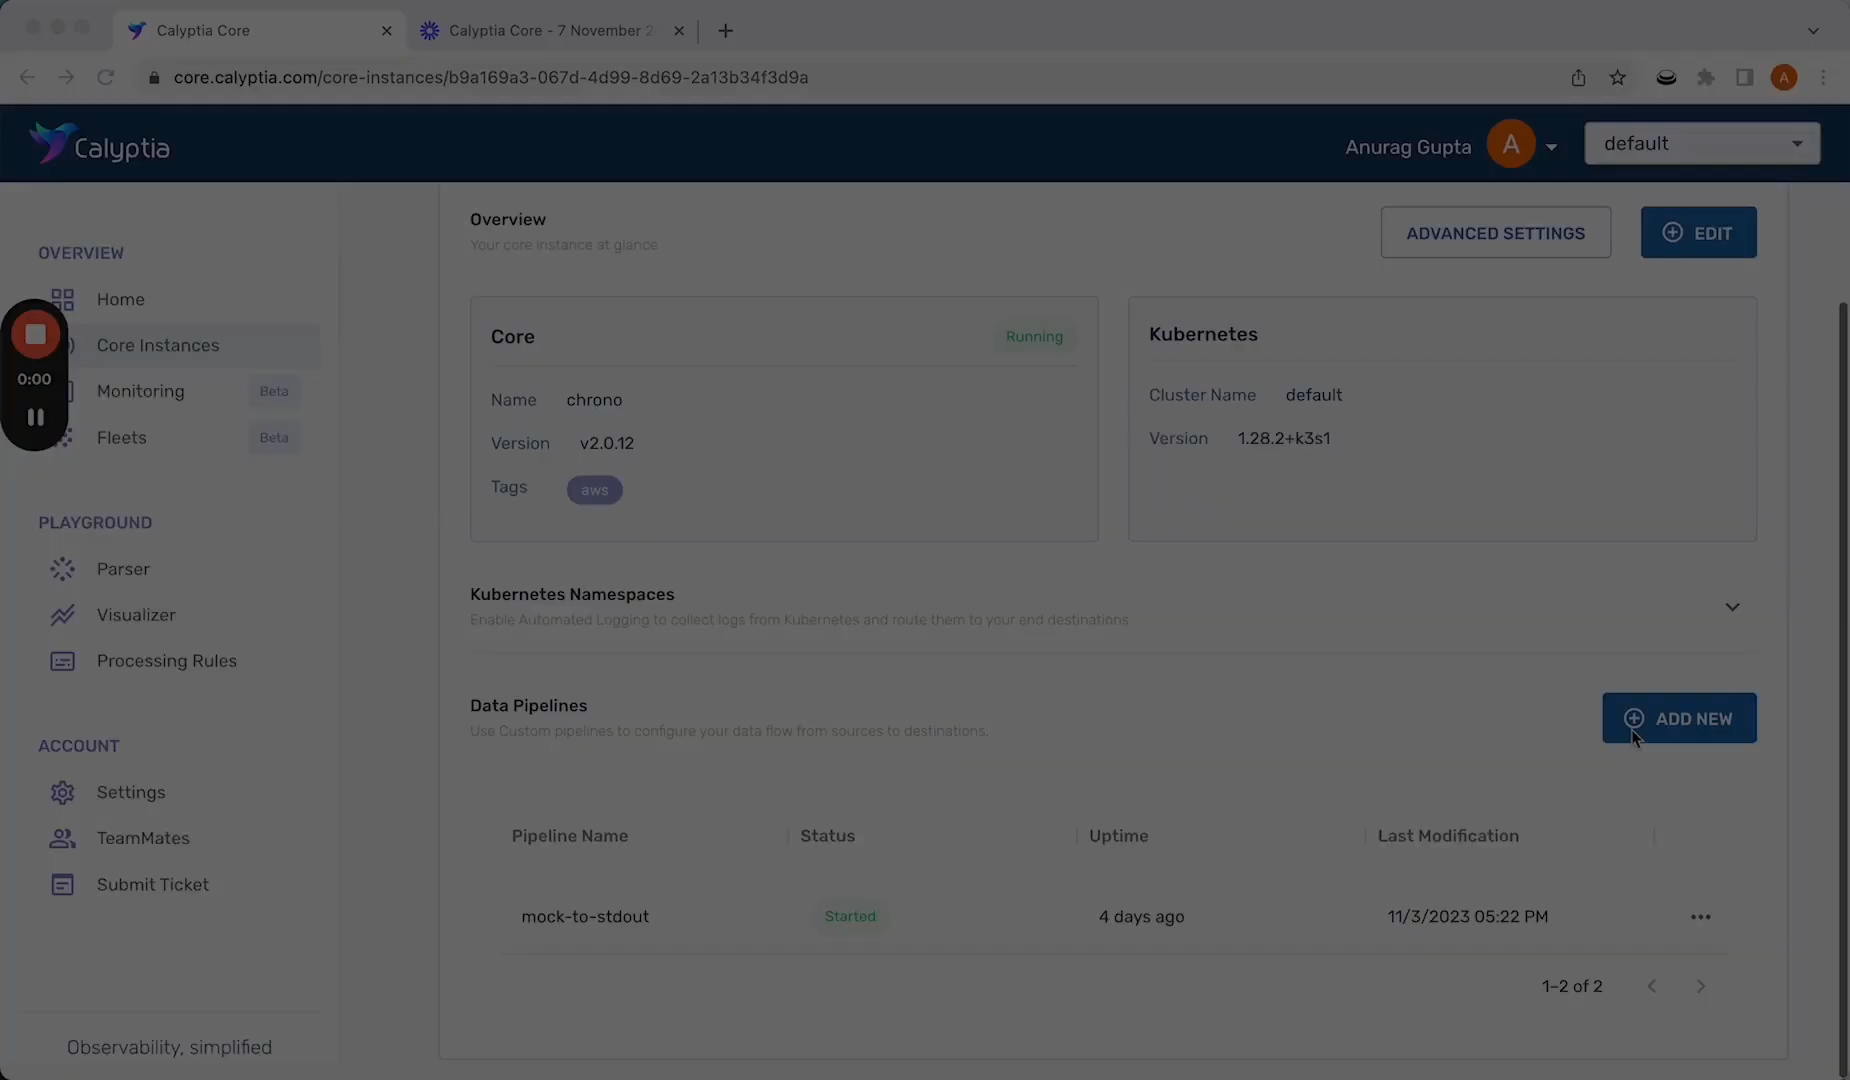 Calyptia Core
Calyptia Core - 7 November 2
core.calyptia.com/core-instances/b9a169a3-067d-4d99-8d69-2a13b34f3d9a
A
Calyptia
Anurag Gupta
A
default
OVERVIEW
Home
Core Instances
Monitoring
Beta
Fleets
Beta
0:00
PLAYGROUND
Parser
Visualizer
Processing Rules
ACCOUNT
Settings
TeamMates
Submit Ticket
Observability, simplified
Overview
Your core instance at glance
ADVANCED SETTINGS
EDIT
Core
Running
Name chrono
Version v2.0.12
Tags aws
Kubernetes
Cluster Name default
Version 1.28.2+k3s1
Kubernetes Namespaces
Enable Automated Logging to collect logs from Kubernetes and route them to your end destinations
Data Pipelines
Use Custom pipelines to configure your data flow from sources to destinations.
ADD NEW
Pipeline Name Status Uptime Last Modification
mock-to-stdout Started 4 days ago 11/3/2023 05:22 PM
1–2 of 2